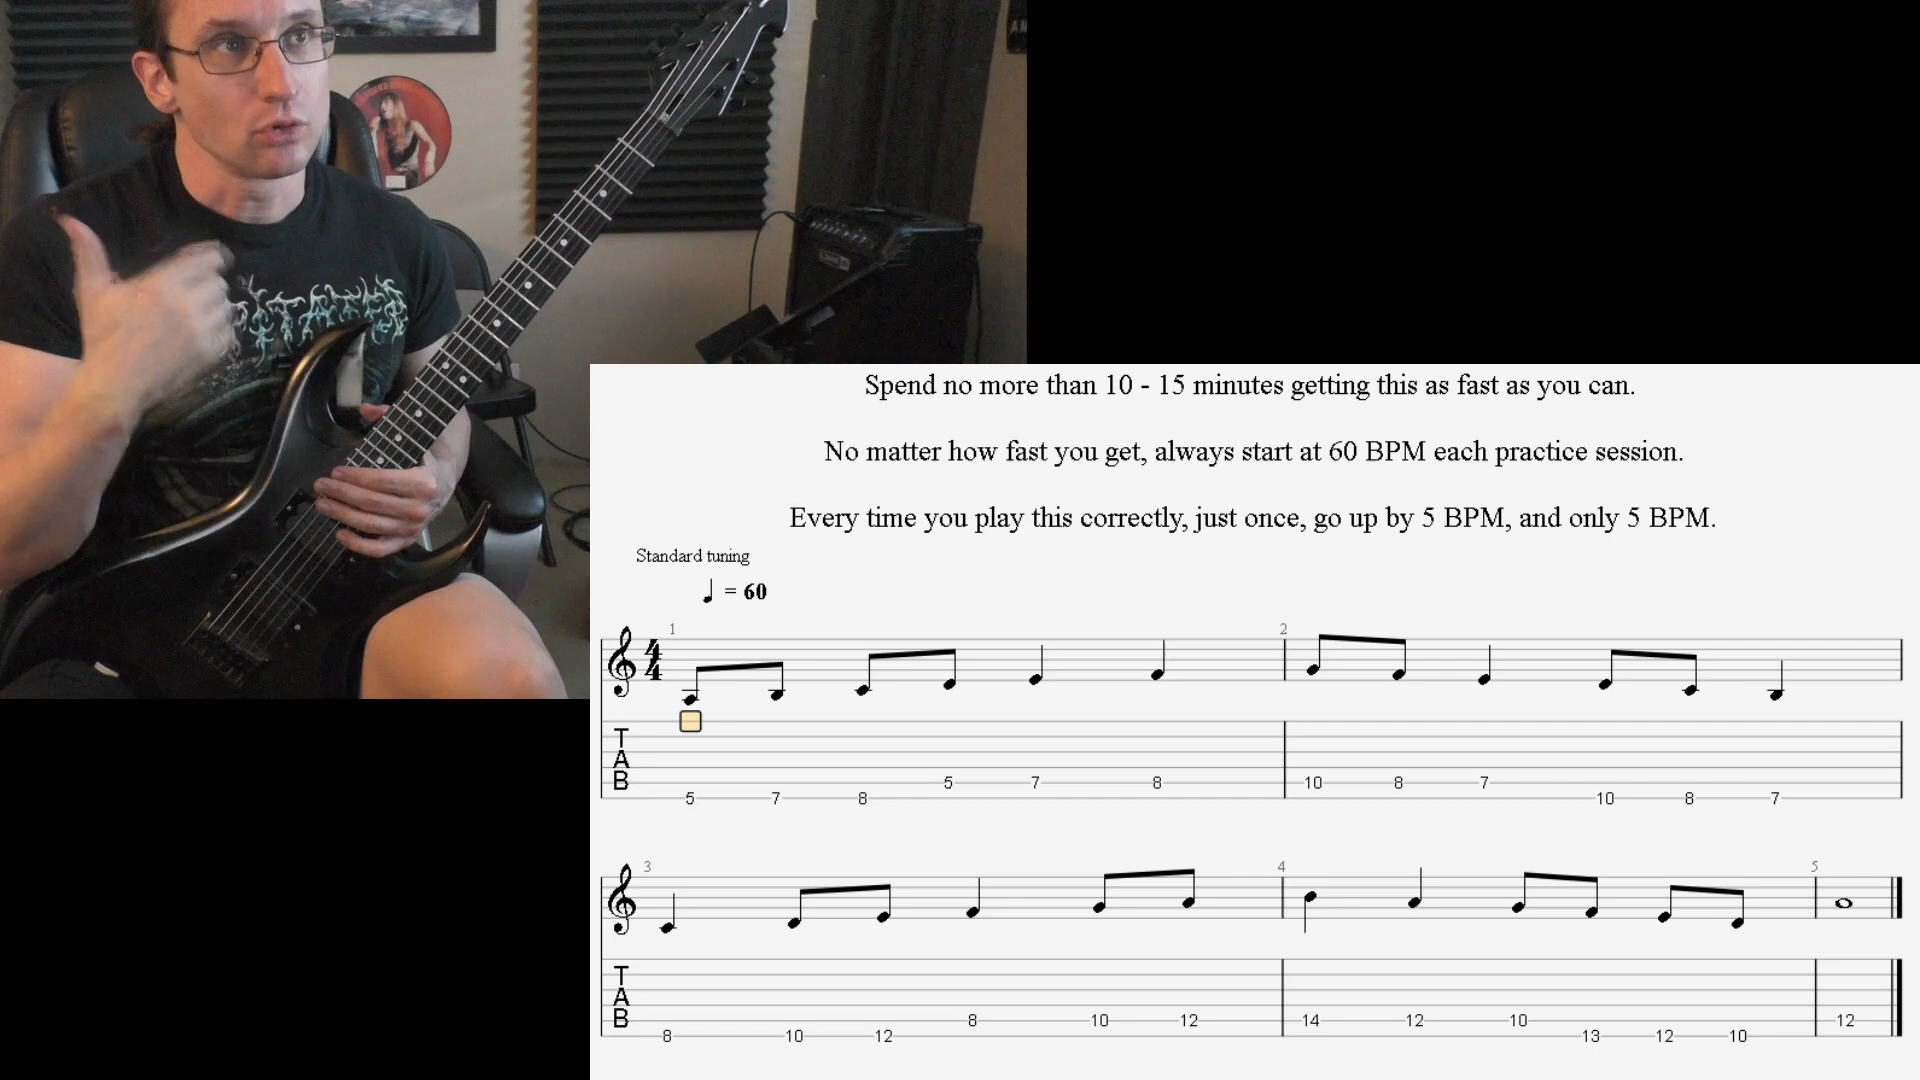 Spend no more than 10 - 15 minutes getting this as fast as you can.
No matter how fast you get, always start at 60 BPM each practice session.
Every time you play this correctly, just once, go up by 5 BPM, and only 5 BPM.
Standard tuning
♩ = 60
1 2
4
4
T
A
B
5 7 8 10 8 7
5 7 8 10 8 7
3 4 5
T
A
B
8 10 12 14 12 10 12
8 10 12 13 12 10